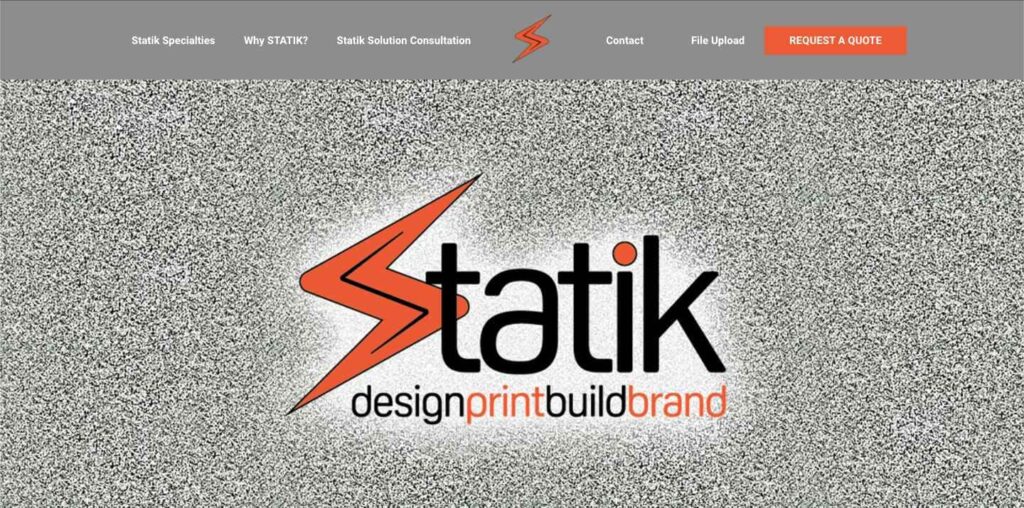 Statik Specialties Why STATIK? Statik Solution Consultation Contact File Upload REQUEST A QUOTE
Statik
designprintbuildbrand